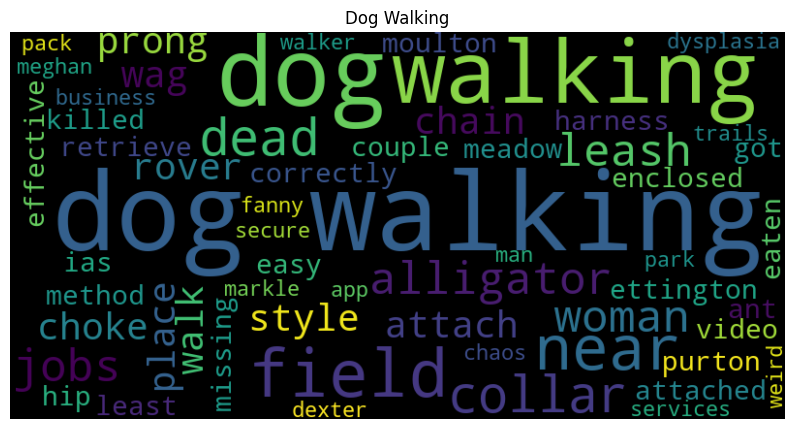 Dog Walking
pack
prong
walker
moulton
dysplasia
meghan
wag
dog
walking
business
chain
harness
trails
effective
killed
dead
retrieve
couple
meadow
leash
got
rover
correctly
enclosed
dog walking
fanny
secure
eaten
ias
easy
man
park
method
place
walk
markle
app
alligator
ettington
ant
choke
missing
style
attach
woman
video
jobs
chaos
near
purton
weird
field
collar
attached
hip
least
dexter
services